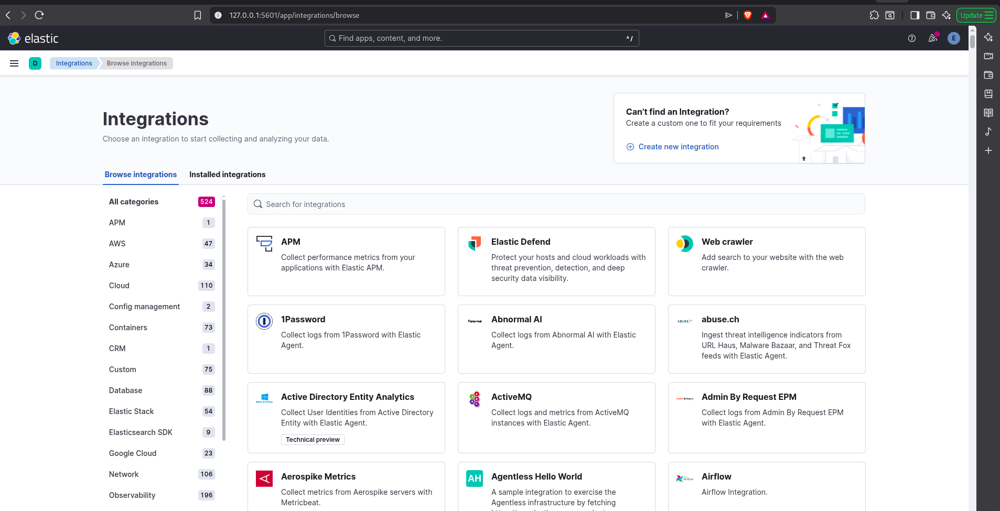 127.0.0.1:5601/app/integrations/browse
Update
elastic
Find apps, content, and more.
^/
E
D
Integrations
Browse integrations
Integrations
Choose an integration to start collecting and analyzing your data.
Can't find an Integration?
Create a custom one to fit your requirements
Create new integration
Browse integrations
Installed integrations
All categories 524
APM 1
AWS 47
Azure 34
Cloud 110
Config management 2
Containers 73
CRM 1
Custom 75
Database 88
Elastic Stack 54
Elasticsearch SDK 9
Google Cloud 23
Network 106
Observability 196
Search for integrations
APM
Collect performance metrics from your
applications with Elastic APM.
Elastic Defend
Protect your hosts and cloud workloads with
threat prevention, detection, and deep
security data visibility.
Web crawler
Add search to your website with the web
crawler.
1Password
Collect logs from 1Password with Elastic
Agent.
Abnormal
Abnormal AI
Collect logs from Abnormal AI with Elastic
Agent.
ABUSE ch
abuse.ch
Ingest threat intelligence indicators from
URL Haus, Malware Bazaar, and Threat Fox
feeds with Elastic Agent.
Active Directory
Active Directory Entity Analytics
Collect User Identities from Active Directory
Entity with Elastic Agent.
Technical preview
ActiveMQ
Collect logs and metrics from ActiveMQ
instances with Elastic Agent.
Admin By Request EPM
Collect logs from Admin By Request EPM
with Elastic Agent.
Aerospike Metrics
Collect metrics from Aerospike servers with
Metricbeat.
AH
Agentless Hello World
A sample integration to exercise the
Agentless infrastructure by fetching
Airflow
Airflow
Airflow Integration.